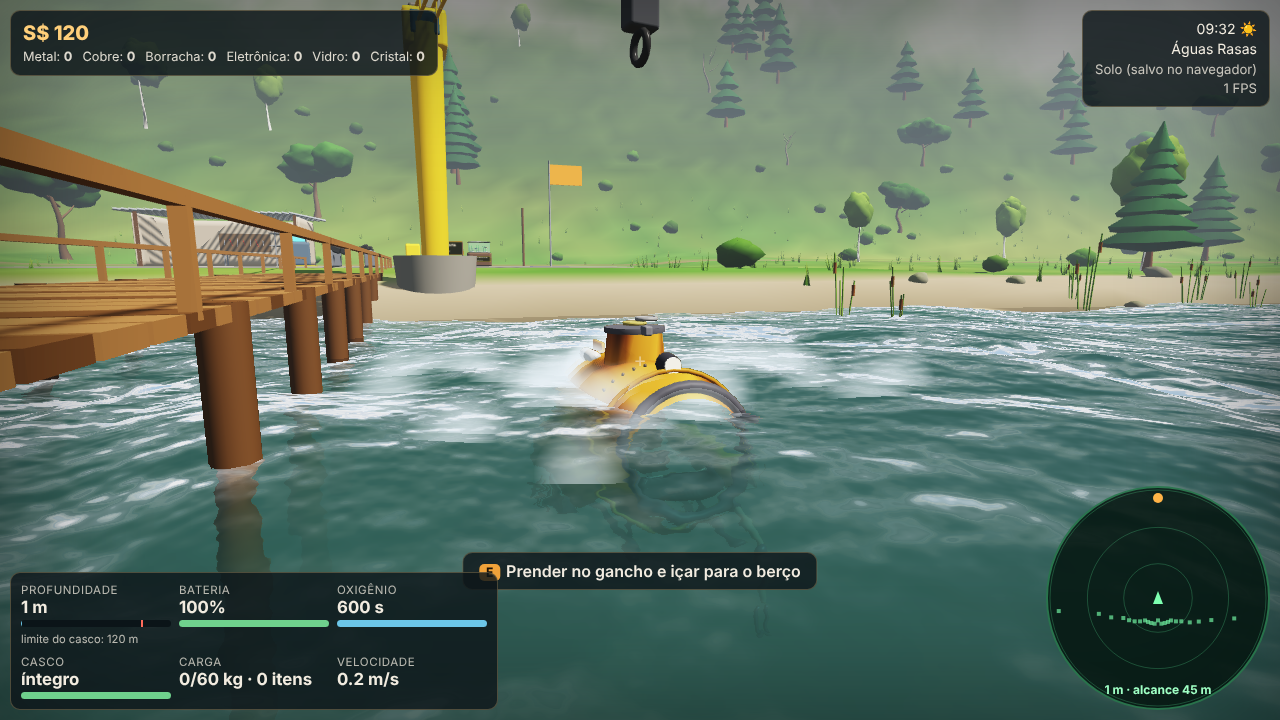 S$ 120
Metal: 0 Cobre: 0 Borracha: 0 Eletrônica: 0 Vidro: 0 Cristal: 0
09:32
Águas Rasas
Solo (salvo no navegador)
1 FPS
E Prender no gancho e içar para o berço
PROFUNDIDADE BATERIA OXIGÊNIO
1 m 100% 600 s
limite do casco: 120 m
CASCO CARGA VELOCIDADE
íntegro 0/60 kg · 0 itens 0.2 m/s
1 m · alcance 45 m